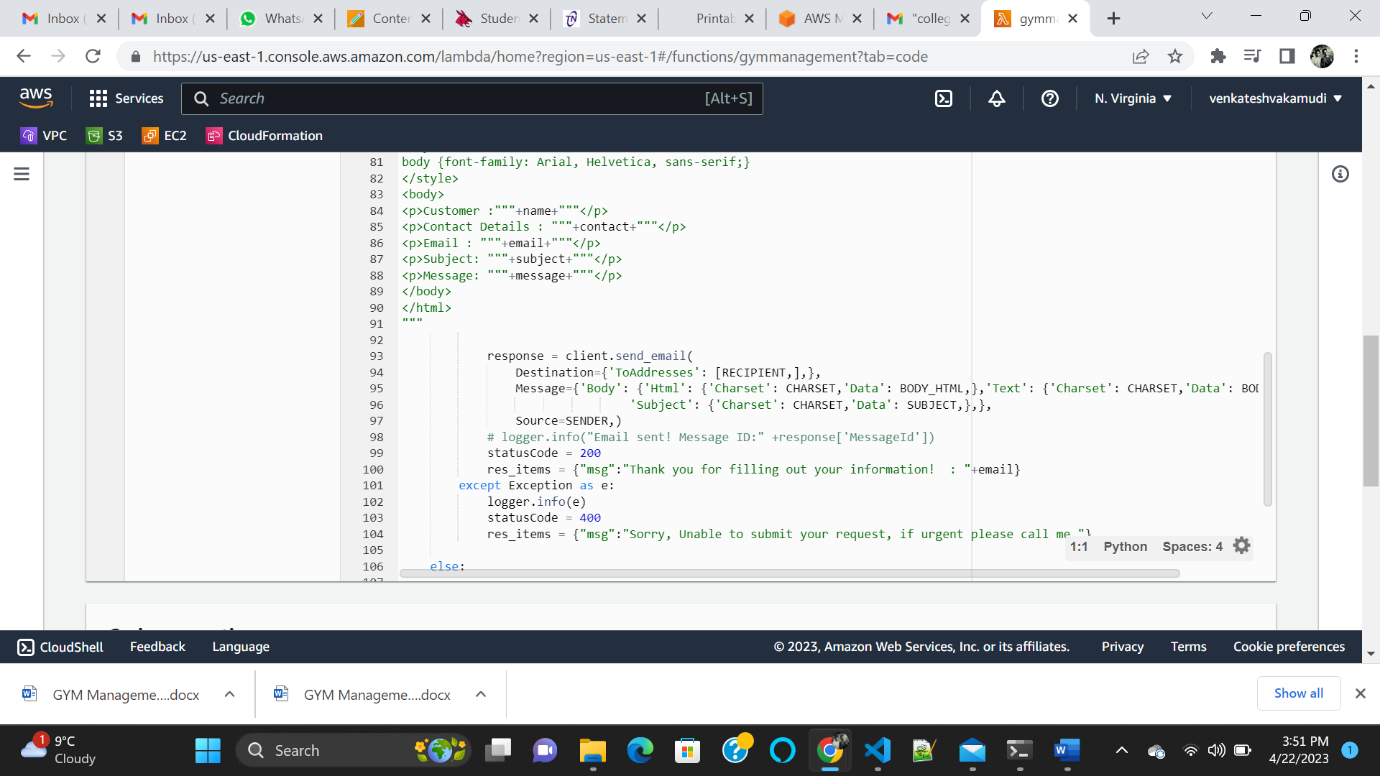 Inbox (
Inbox (
Whats
Conter
Studen
Statem
Printab
AWS M
"colleg
gymm
https://us-east-1.console.aws.amazon.com/lambda/home?region=us-east-1#/functions/gymmanagement?tab=code
aws
Services
Search
[Alt+S]
N. Virginia
venkateshvakamudi
VPC
S3
EC2
CloudFormation
81 body {font-family: Arial, Helvetica, sans-serif;}
82 </style>
83 <body>
84 <p>Customer :"""+name+"""</p>
85 <p>Contact Details : """+contact+"""</p>
86 <p>Email : """+email+"""</p>
87 <p>Subject: """+subject+"""</p>
88 <p>Message: """+message+"""</p>
89 </body>
90 </html>
91 """
92
93 response = client.send_email(
94 Destination={'ToAddresses': [RECIPIENT,],},
95 Message={'Body': {'Html': {'Charset': CHARSET,'Data': BODY_HTML,},'Text': {'Charset': CHARSET,'Data': BOD
96 'Subject': {'Charset': CHARSET,'Data': SUBJECT,},},
97 Source=SENDER,)
98 # logger.info("Email sent! Message ID:" +response['MessageId'])
99 statusCode = 200
100 res_items = {"msg":"Thank you for filling out your information!  : "+email}
101 except Exception as e:
102 logger.info(e)
103 statusCode = 400
104 res_items = {"msg":"Sorry, Unable to submit your request, if urgent please call me "}
105
106 else:
1:1 Python Spaces: 4
CloudShell
Feedback
Language
© 2023, Amazon Web Services, Inc. or its affiliates.
Privacy
Terms
Cookie preferences
GYM Manageme....docx
GYM Manageme....docx
Show all
1
9°C
Cloudy
Search
3:51 PM
4/22/2023
1